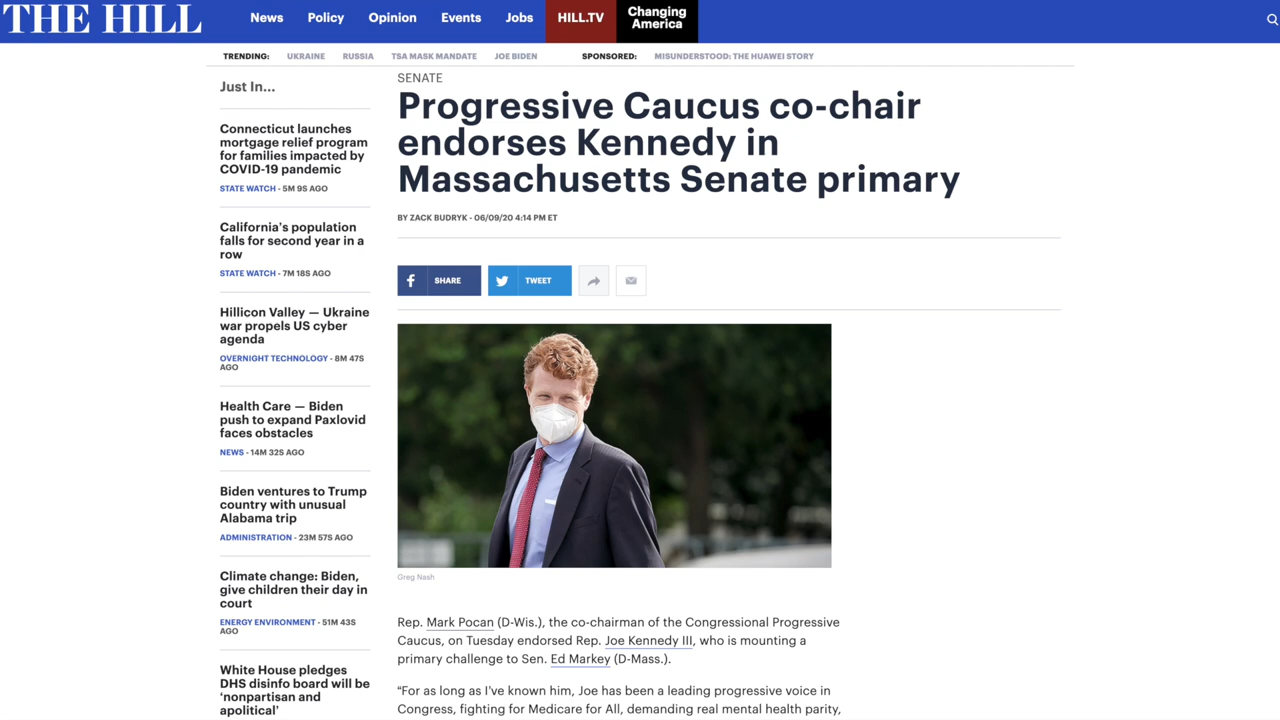 THE HILL
News Policy Opinion Events Jobs HILL.TV Changing
America
TRENDING: UKRAINE RUSSIA TSA MASK MANDATE JOE BIDEN SPONSORED: MISUNDERSTOOD: THE HUAWEI STORY
Just In...
Connecticut launches
mortgage relief program
for families impacted by
COVID-19 pandemic
STATE WATCH - 5M 9S AGO
California's population
falls for second year in a
row
STATE WATCH - 7M 18S AGO
Hillicon Valley — Ukraine
war propels US cyber
agenda
OVERNIGHT TECHNOLOGY - 8M 47S
AGO
Health Care — Biden
push to expand Paxlovid
faces obstacles
NEWS - 14M 32S AGO
Biden ventures to Trump
country with unusual
Alabama trip
ADMINISTRATION - 23M 57S AGO
Climate change: Biden,
give children their day in
court
ENERGY ENVIRONMENT - 51M 43S
AGO
White House pledges
DHS disinfo board will be
'nonpartisan and
apolitical'
SENATE
Progressive Caucus co-chair
endorses Kennedy in
Massachusetts Senate primary
BY ZACK BUDRYK - 06/09/20 4:14 PM ET
SHARE TWEET
Greg Nash
Rep. Mark Pocan (D-Wis.), the co-chairman of the Congressional Progressive
Caucus, on Tuesday endorsed Rep. Joe Kennedy III, who is mounting a
primary challenge to Sen. Ed Markey (D-Mass.).
“For as long as I’ve known him, Joe has been a leading progressive voice in
Congress, fighting for Medicare for All, demanding real mental health parity,